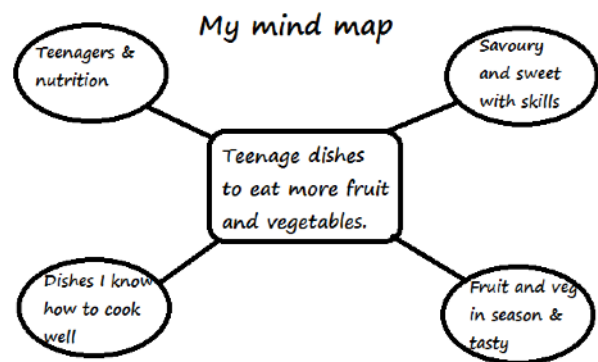 My mind map
Teenagers &
nutrition
Savoury
and sweet
with skills
Teenage dishes
to eat more fruit
and vegetables.
Dishes I know
how to cook
well
Fruit and veg
in season &
tasty